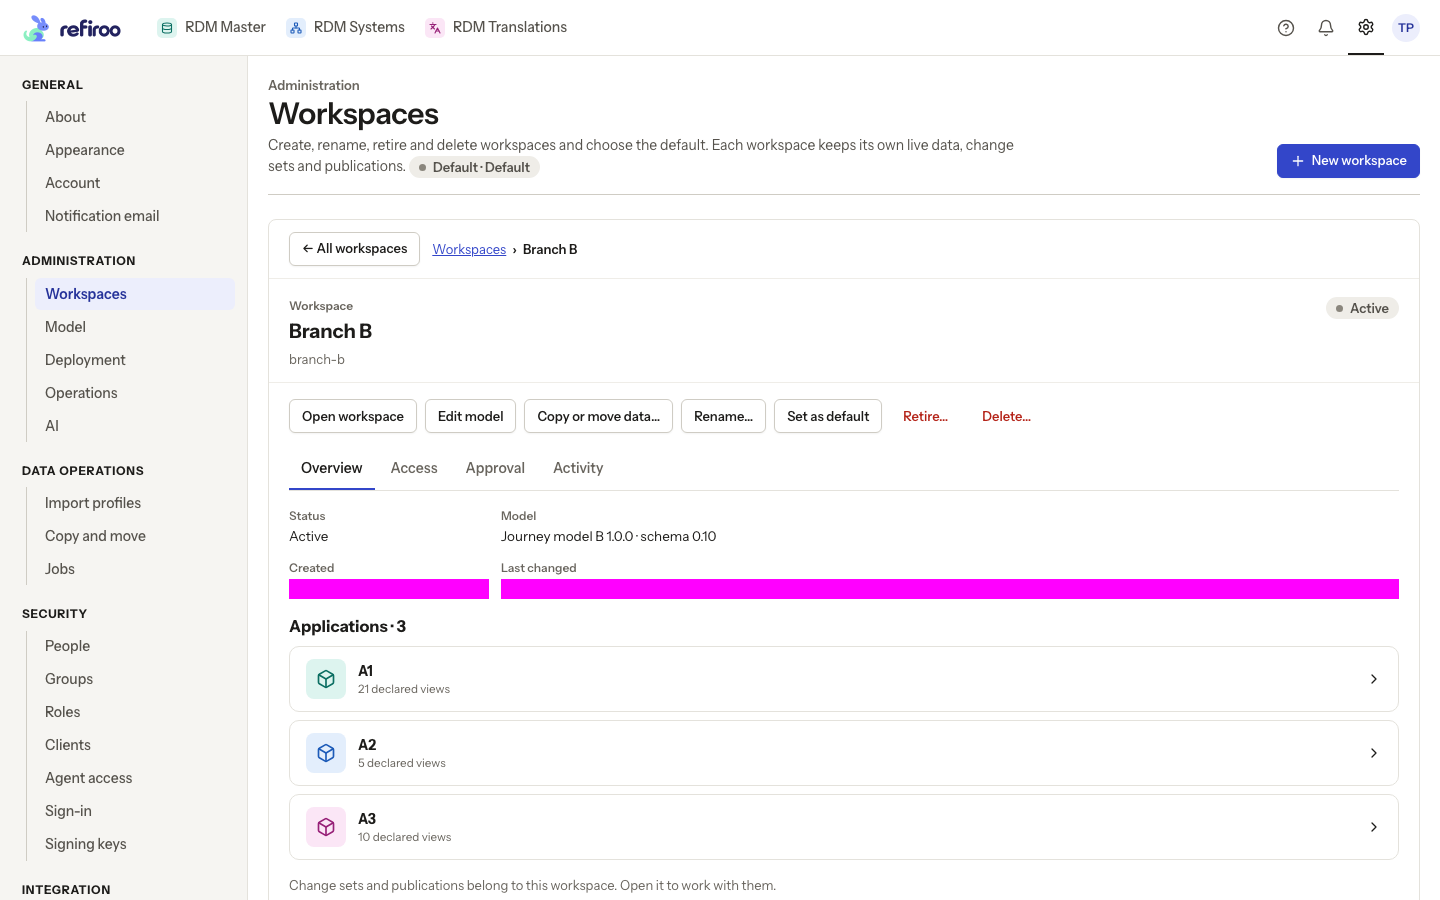 refiroo
RDM Master
RDM Systems
RDM Translations
TP
GENERAL
About
Appearance
Account
Notification email
ADMINISTRATION
Workspaces
Model
Deployment
Operations
AI
DATA OPERATIONS
Import profiles
Copy and move
Jobs
SECURITY
People
Groups
Roles
Clients
Agent access
Sign-in
Signing keys
INTEGRATION
Administration
Workspaces
Create, rename, retire and delete workspaces and choose the default. Each workspace keeps its own live data, change
sets and publications. Default · Default
New workspace
← All workspaces
Workspaces › Branch B
Workspace
Branch B
branch-b
Active
Open workspace
Edit model
Copy or move data...
Rename...
Set as default
Retire...
Delete...
Overview
Access
Approval
Activity
Status
Active
Model
Journey model B 1.0.0 · schema 0.10
Created
Last changed
Applications · 3
A1
21 declared views
A2
5 declared views
A3
10 declared views
Change sets and publications belong to this workspace. Open it to work with them.